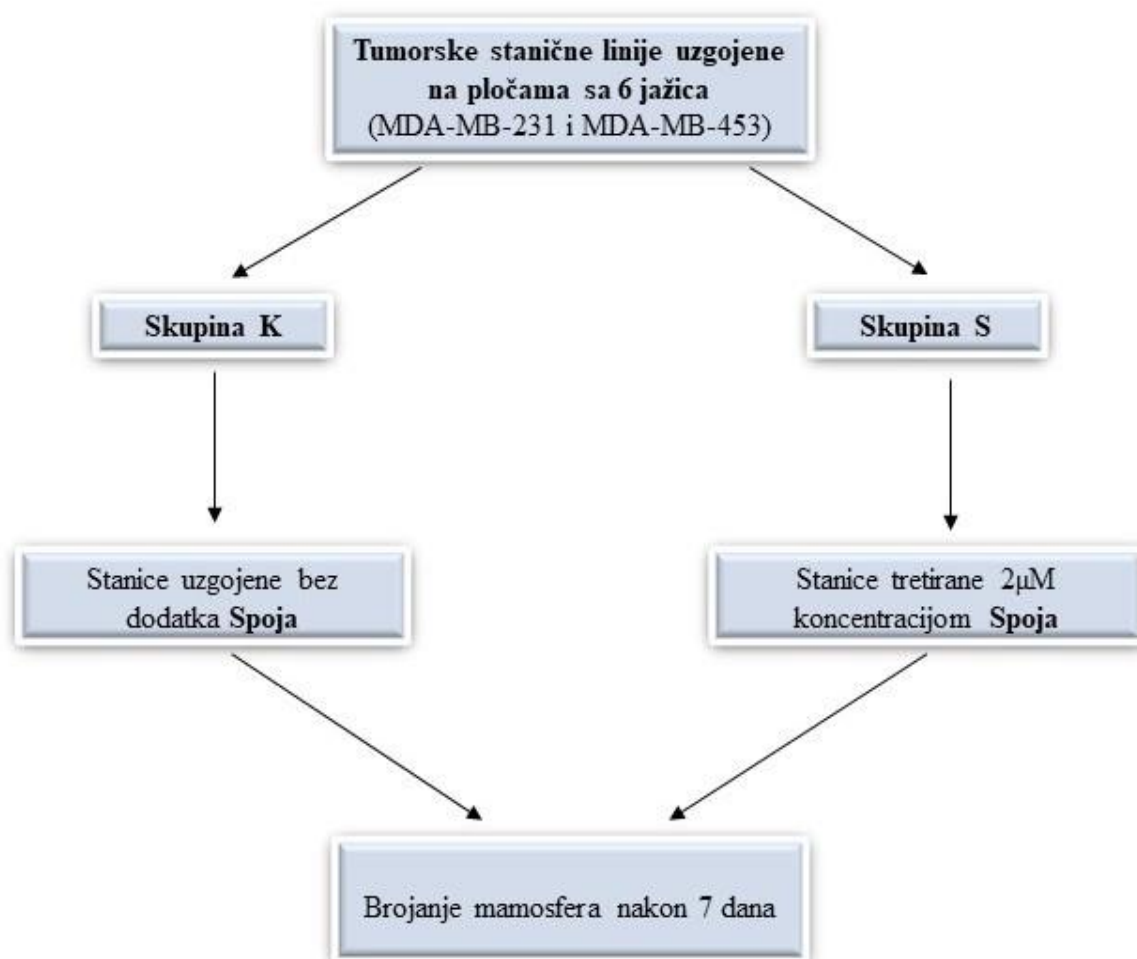 Tumorske stanične linije uzgojene
na pločama sa 6 jažica
(MDA-MB-231 i MDA-MB-453)
Skupina K
Skupina S
Stanice uzgojene bez
dodatka Spoja
Stanice tretirane 2μM
koncentracijom Spoja
Brojanje mamosfera nakon 7 dana